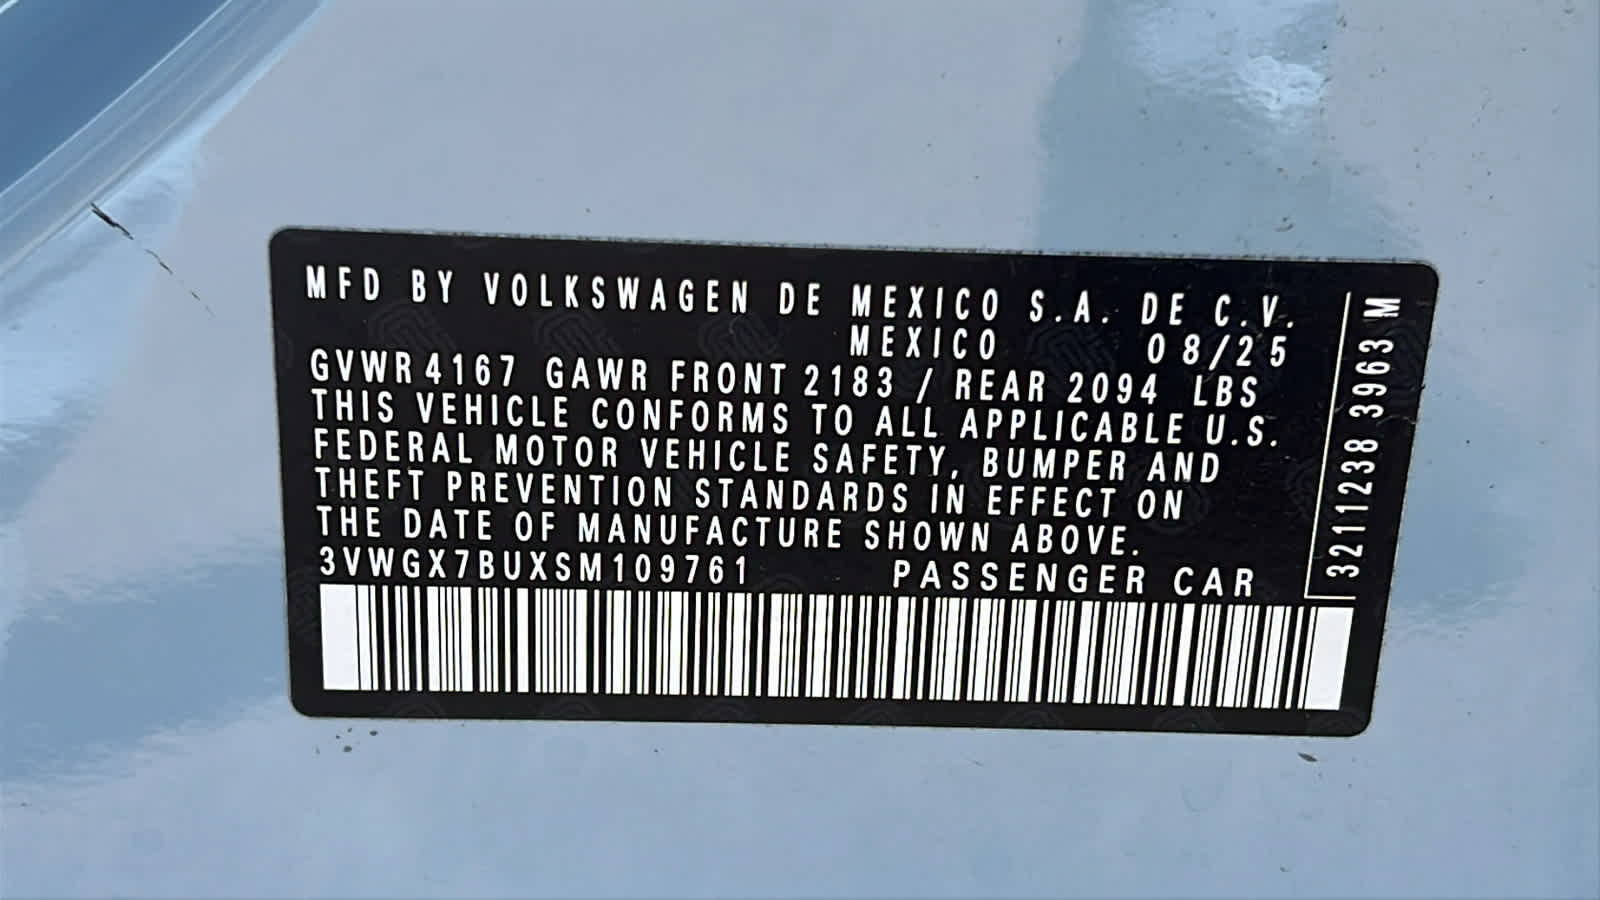 MFD BY VOLKSWAGEN DE MEXICO S.A. DE C.V.
MEXICO 08/25
GVWR 4167 GAWR FRONT 2183 / REAR 2094 LBS
THIS VEHICLE CONFORMS TO ALL APPLICABLE U.S.
FEDERAL MOTOR VEHICLE SAFETY, BUMPER AND
THEFT PREVENTION STANDARDS IN EFFECT ON
THE DATE OF MANUFACTURE SHOWN ABOVE.
3VWGX7BUXSM109761 PASSENGER CAR
3211238 3963 M